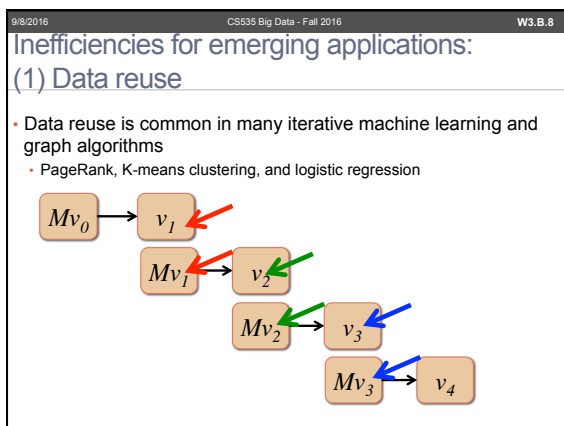 9/8/2016 CS535 Big Data - Fall 2016 W3.B.8
Inefficiencies for emerging applications:
(1) Data reuse
• Data reuse is common in many iterative machine learning and
graph algorithms
• PageRank, K-means clustering, and logistic regression
Mv0 v1
Mv1 v2
Mv2 v3
Mv3 v4